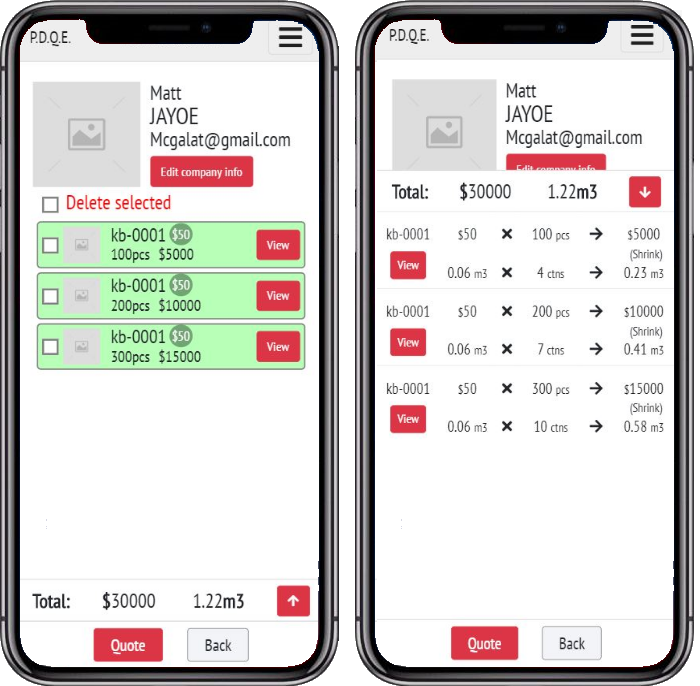 P.D.Q.E.
Matt
JAYOE
Mcgalat@gmail.com
Edit company info
Delete selected
kb-0001 $50
100pcs $5000
View
kb-0001 $50
200pcs $10000
View
kb-0001 $50
300pcs $15000
View
Total: $30000 1.22m3
Quote Back
P.D.Q.E.
Matt
JAYOE
Mcgalat@gmail.com
Edit company info
Total: $30000 1.22m3
kb-0001 $50 100 pcs $5000
(Shrink)
View 0.06 m3 4 ctns 0.23 m3
kb-0001 $50 200 pcs $10000
(Shrink)
View 0.06 m3 7 ctns 0.41 m3
kb-0001 $50 300 pcs $15000
(Shrink)
View 0.06 m3 10 ctns 0.58 m3
Quote Back